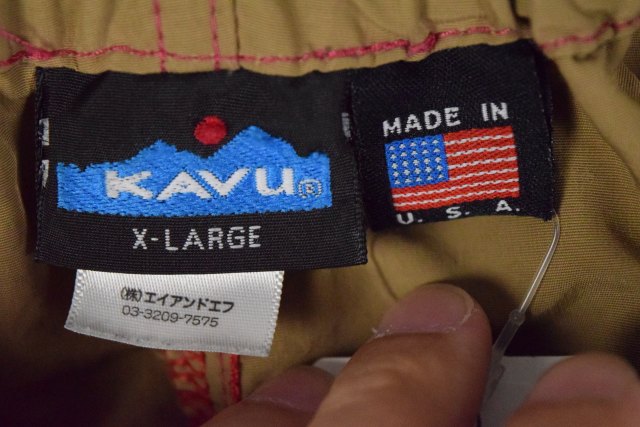 KAVU®
X-LARGE
MADE IN
U. S. A.
(株)エイアンドエフ
03-3209-7575